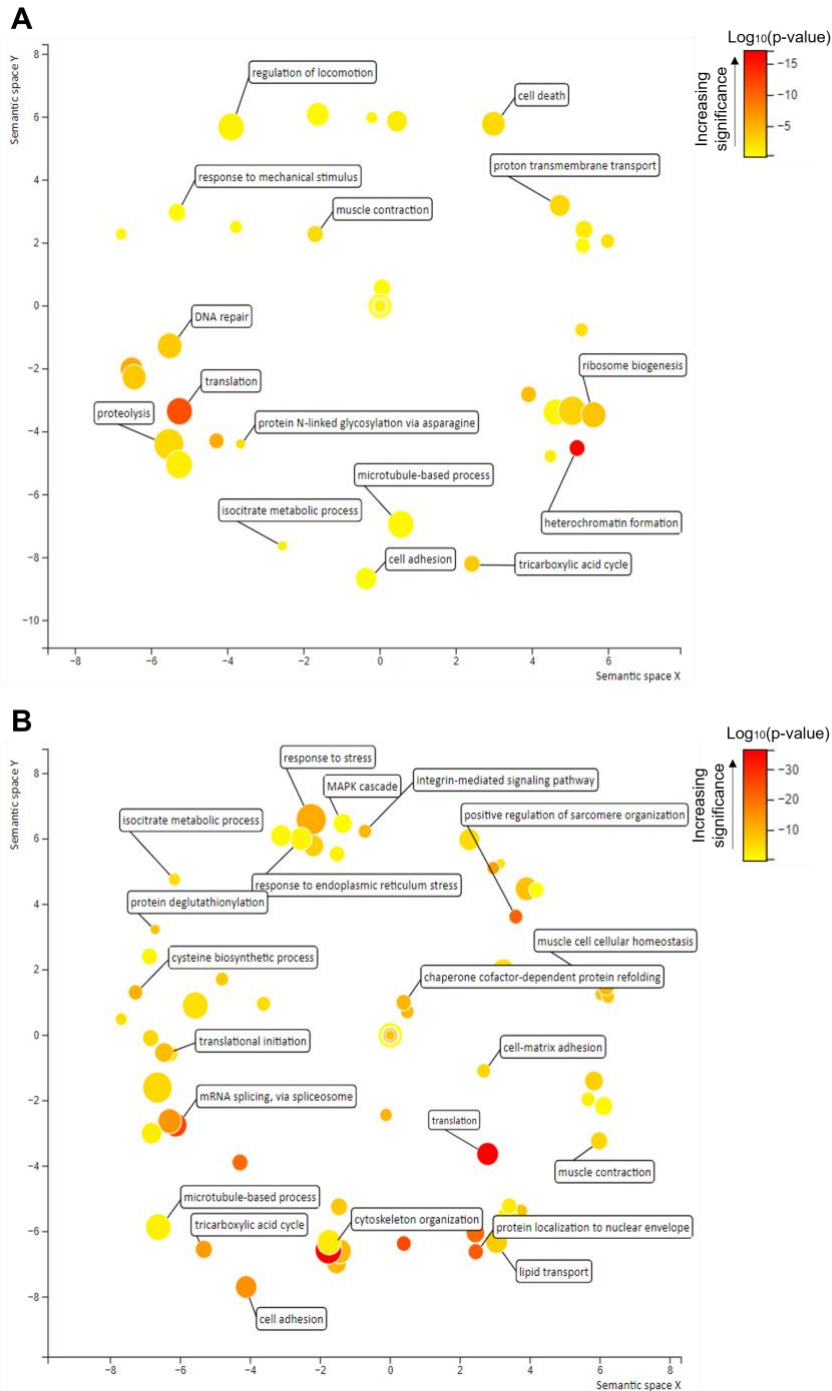 A
Log10(p-value)
Semantic space Y
8
6
4
2
0
−2
−4
−6
−8
−10
regulation of locomotion
cell death
response to mechanical stimulus
proton transmembrane transport
muscle contraction
DNA repair
translation
ribosome biogenesis
proteolysis
protein N-linked glycosylation via asparagine
microtubule-based process
isocitrate metabolic process
heterochromatin formation
cell adhesion
tricarboxylic acid cycle
−8 −6 −4 −2 0 2 4 6
Semantic space X
Increasing
significance
−15
−10
−5
B
Log10(p-value)
Semantic space Y
8
6
4
2
0
−2
−4
−6
−8
response to stress
MAPK cascade
integrin-mediated signaling pathway
isocitrate metabolic process
positive regulation of sarcomere organization
response to endoplasmic reticulum stress
protein deglutathionylation
muscle cell cellular homeostasis
cysteine biosynthetic process
chaperone cofactor-dependent protein refolding
translational initiation
cell-matrix adhesion
mRNA splicing, via spliceosome
translation
muscle contraction
microtubule-based process
cytoskeleton organization
tricarboxylic acid cycle
protein localization to nuclear envelope
lipid transport
cell adhesion
−8 −6 −4 −2 0 2 4 6 8
Semantic space X
Increasing
significance
−30
−20
−10